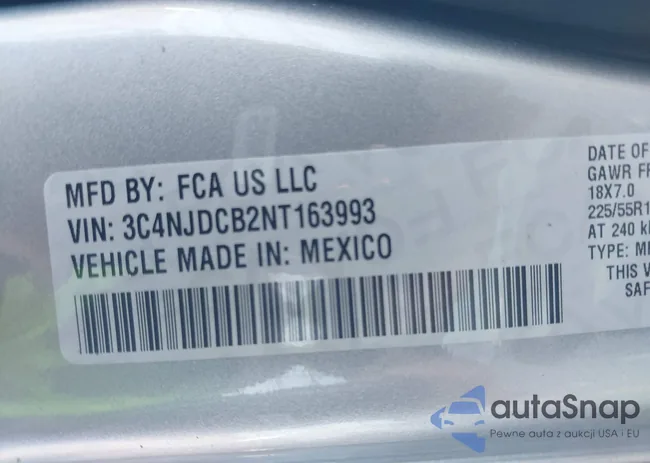 MFD BY: FCA US LLC
VIN: 3C4NJDCB2NT163993
VEHICLE MADE IN: MEXICO
DATE OF
GAWR FR
18X7.0
225/55R1
AT 240 k
TYPE: M
THIS V
SAF
autaSnap
Pewne auta z aukcji USA i EU